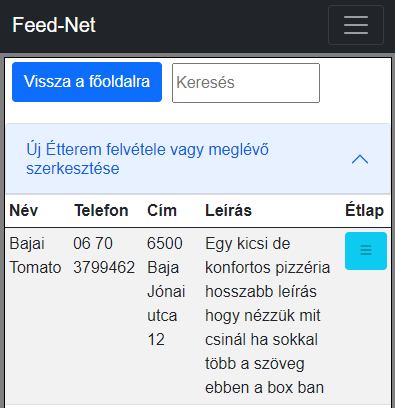 Feed-Net
Vissza a főoldalra Keresés
Új Étterem felvétele vagy meglévő
szerkesztése
Név Telefon Cím Leírás Étlap
Bajai 06 70 6500 Egy kicsi de
Tomato 3799462 Baja konfortos pizzéria
Jónai hosszabb leírás
utca hogy nézzük mit
12 csinál ha sokkal
több a szöveg
ebben a box ban